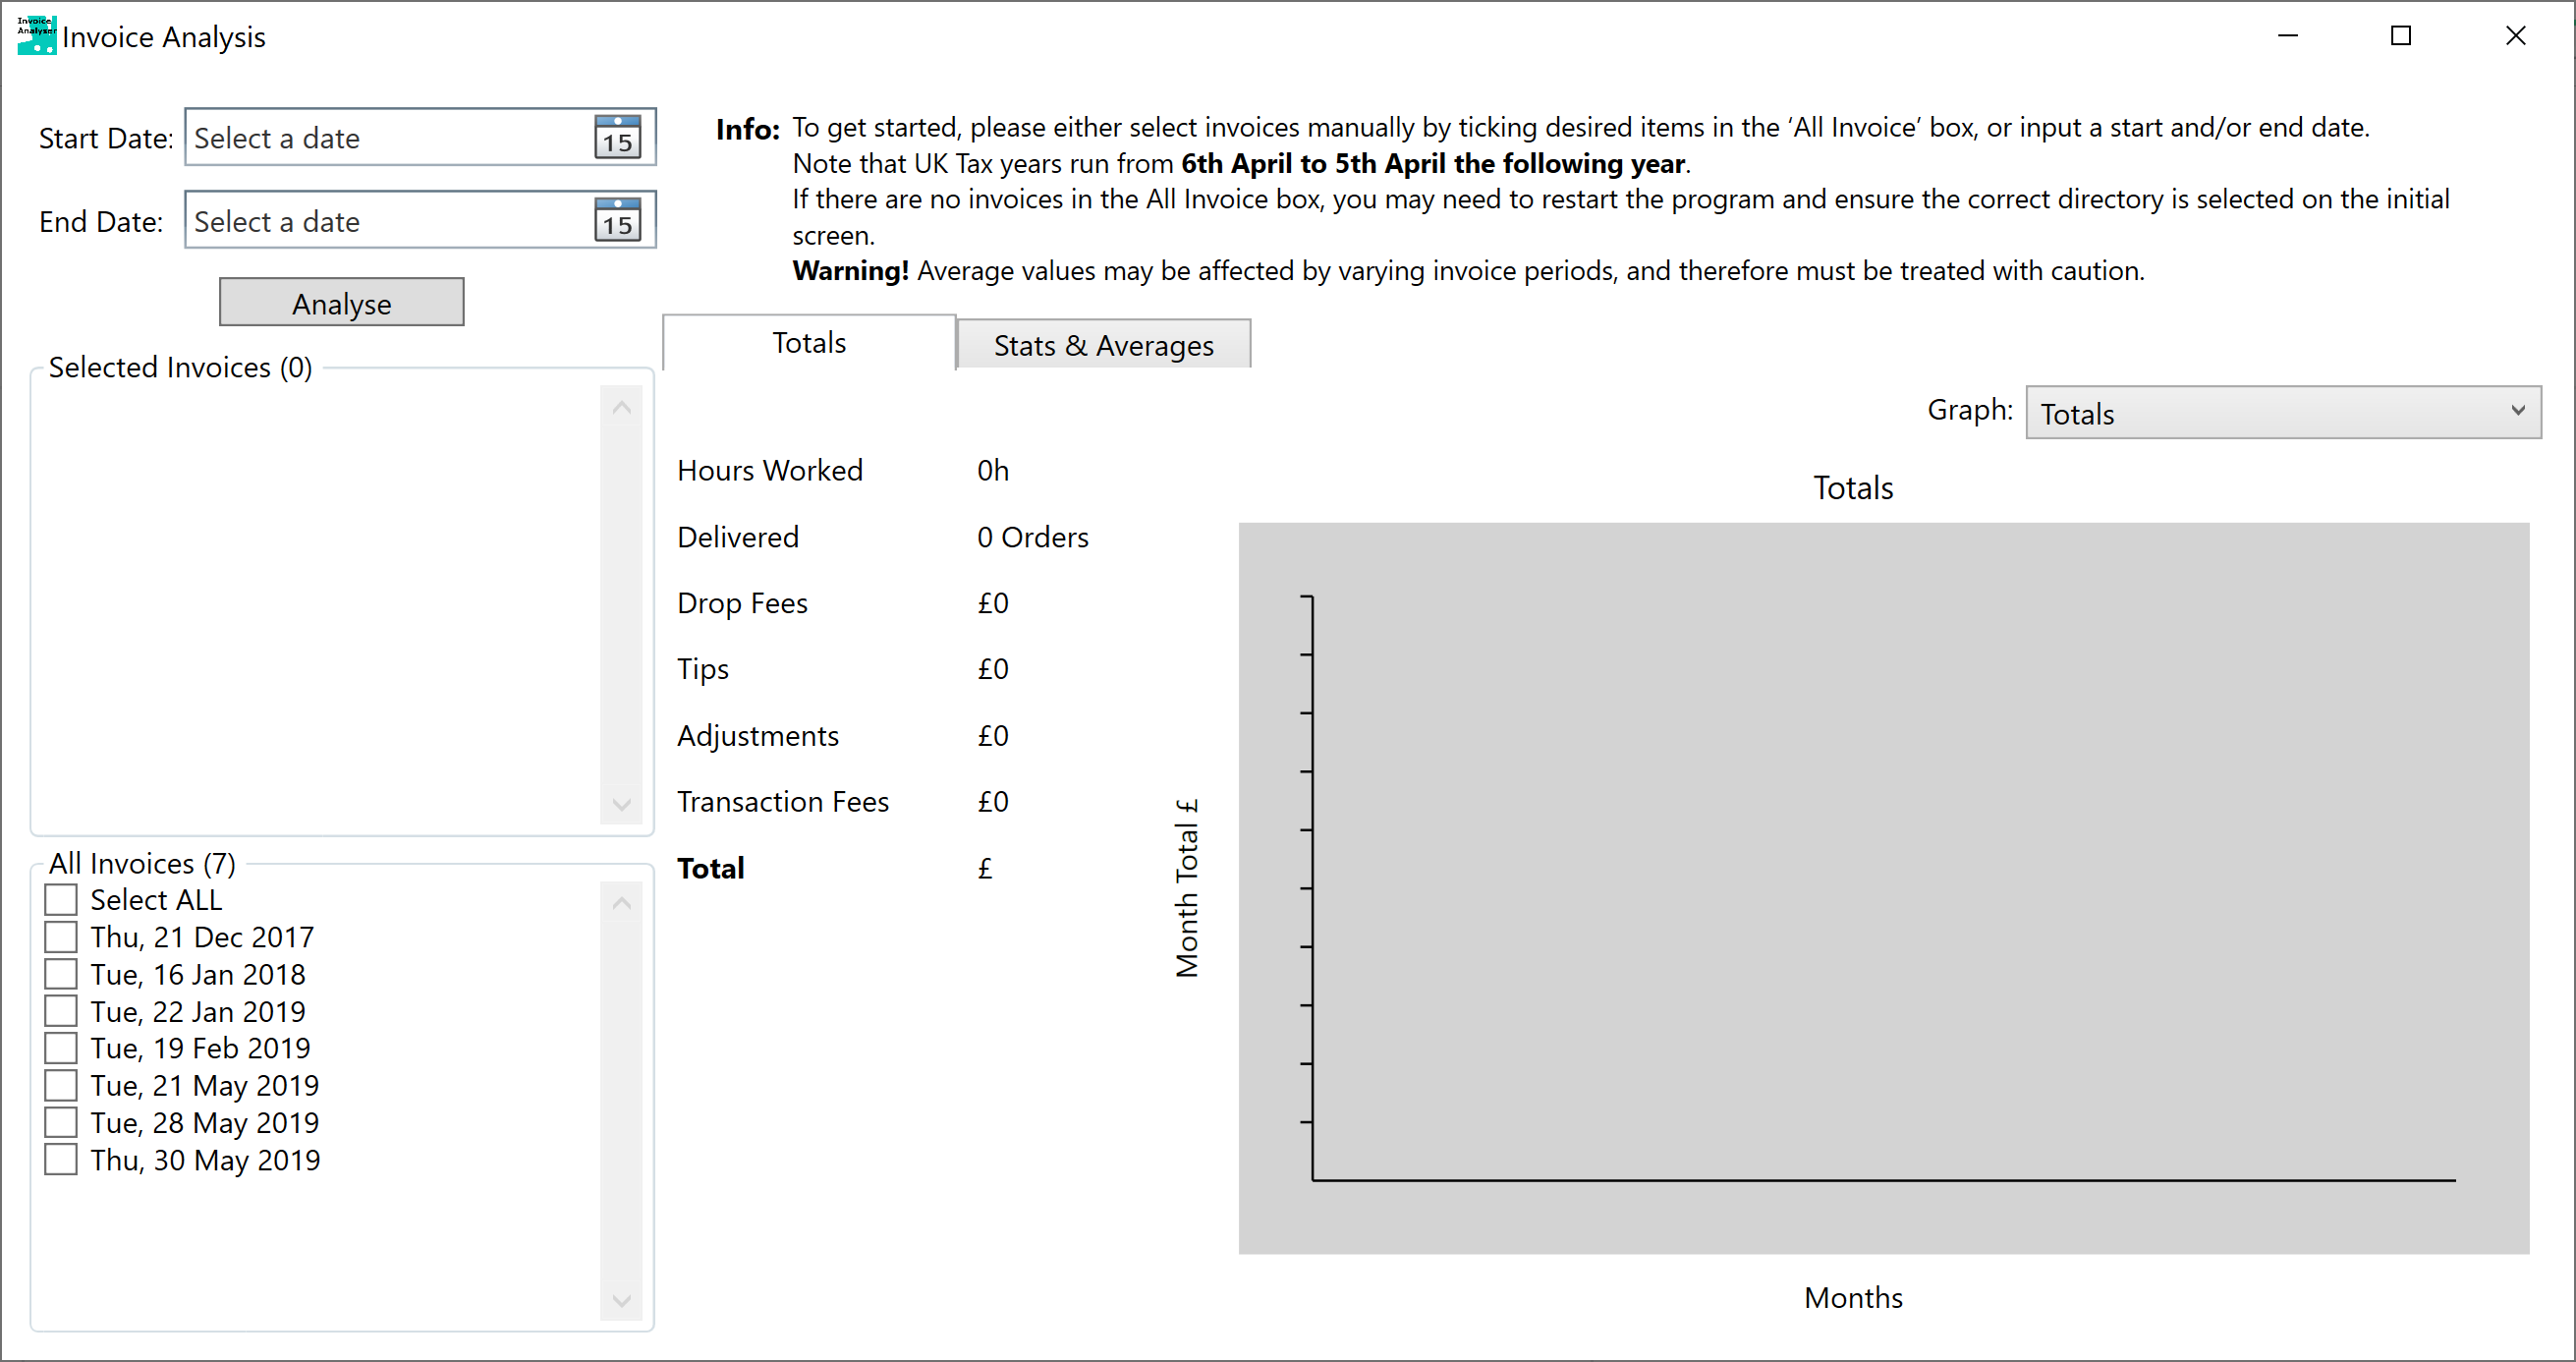 Invoice
Analyser
Invoice Analysis
Start Date: Select a date 15
End Date: Select a date 15
Analyse
Info: To get started, please either select invoices manually by ticking desired items in the ‘All Invoice’ box, or input a start and/or end date.
Note that UK Tax years run from 6th April to 5th April the following year.
If there are no invoices in the All Invoice box, you may need to restart the program and ensure the correct directory is selected on the initial
screen.
Warning! Average values may be affected by varying invoice periods, and therefore must be treated with caution.
Selected Invoices (0)
All Invoices (7)
Select ALL
Thu, 21 Dec 2017
Tue, 16 Jan 2018
Tue, 22 Jan 2019
Tue, 19 Feb 2019
Tue, 21 May 2019
Tue, 28 May 2019
Thu, 30 May 2019
Totals
Stats & Averages
Hours Worked 0h
Delivered 0 Orders
Drop Fees £0
Tips £0
Adjustments £0
Transaction Fees £0
Total £
Graph: Totals
Totals
Month Total £
Months